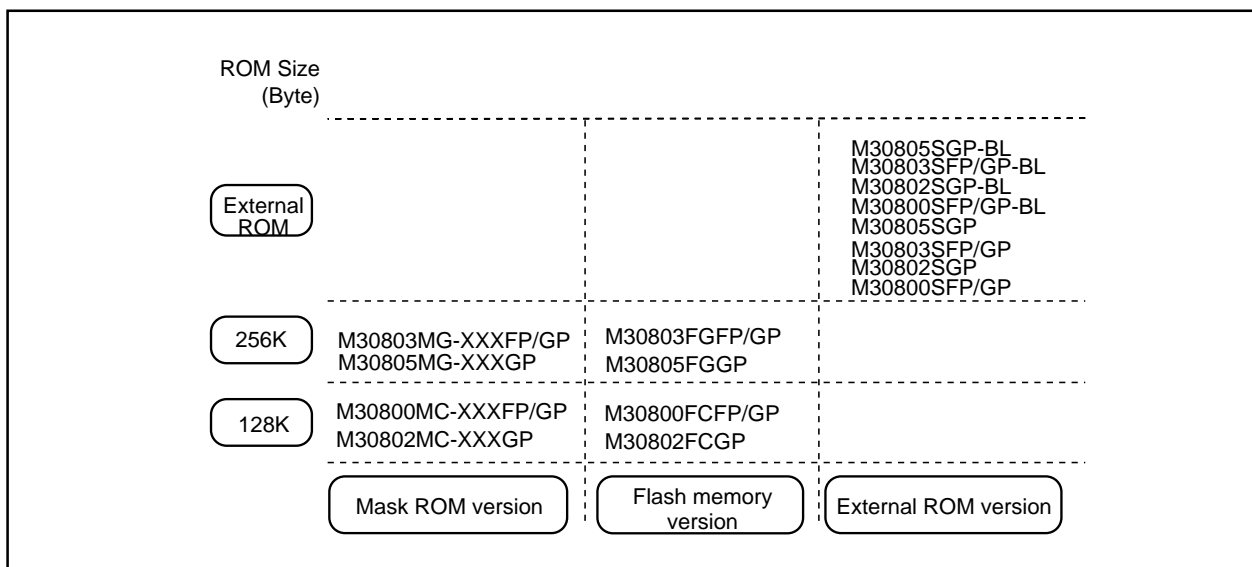 ROM Size
(Byte)
External
ROM
M30805SGP-BL
M30803SFP/GP-BL
M30802SGP-BL
M30800SFP/GP-BL
M30805SGP
M30803SFP/GP
M30802SGP
M30800SFP/GP
256K
M30803MG-XXXFP/GP
M30805MG-XXXGP
M30803FGFP/GP
M30805FGGP
128K
M30800MC-XXXFP/GP
M30802MC-XXXGP
M30800FCFP/GP
M30802FCGP
Mask ROM version
Flash memory
version
External ROM version